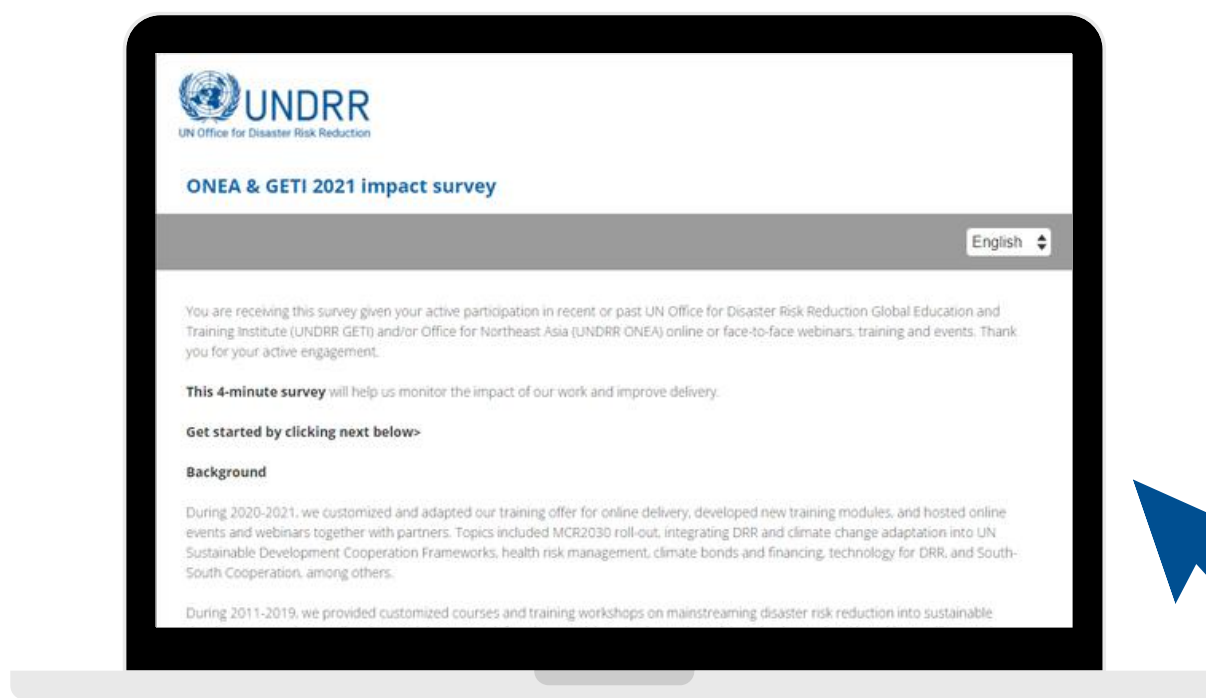 UNDRR
UN Office for Disaster Risk Reduction
ONEA & GETI 2021 impact survey
English
You are receiving this survey given your active participation in recent or past UN Office for Disaster Risk Reduction Global Education and
Training Institute (UNDRR GETI) and/or Office for Northeast Asia (UNDRR ONEA) online or face-to-face webinars, training and events. Thank
you for your active engagement.
This 4-minute survey will help us monitor the impact of our work and improve delivery.
Get started by clicking next below>
Background
During 2020-2021, we customized and adapted our training offer for online delivery, developed new training modules, and hosted online
events and webinars together with partners. Topics included MCR2030 roll-out, integrating DRR and climate change adaptation into UN
Sustainable Development Cooperation Frameworks, health risk management, climate bonds and financing, technology for DRR, and South-
South Cooperation, among others.
During 2011-2019, we provided customized courses and training workshops on mainstreaming disaster risk reduction into sustainable